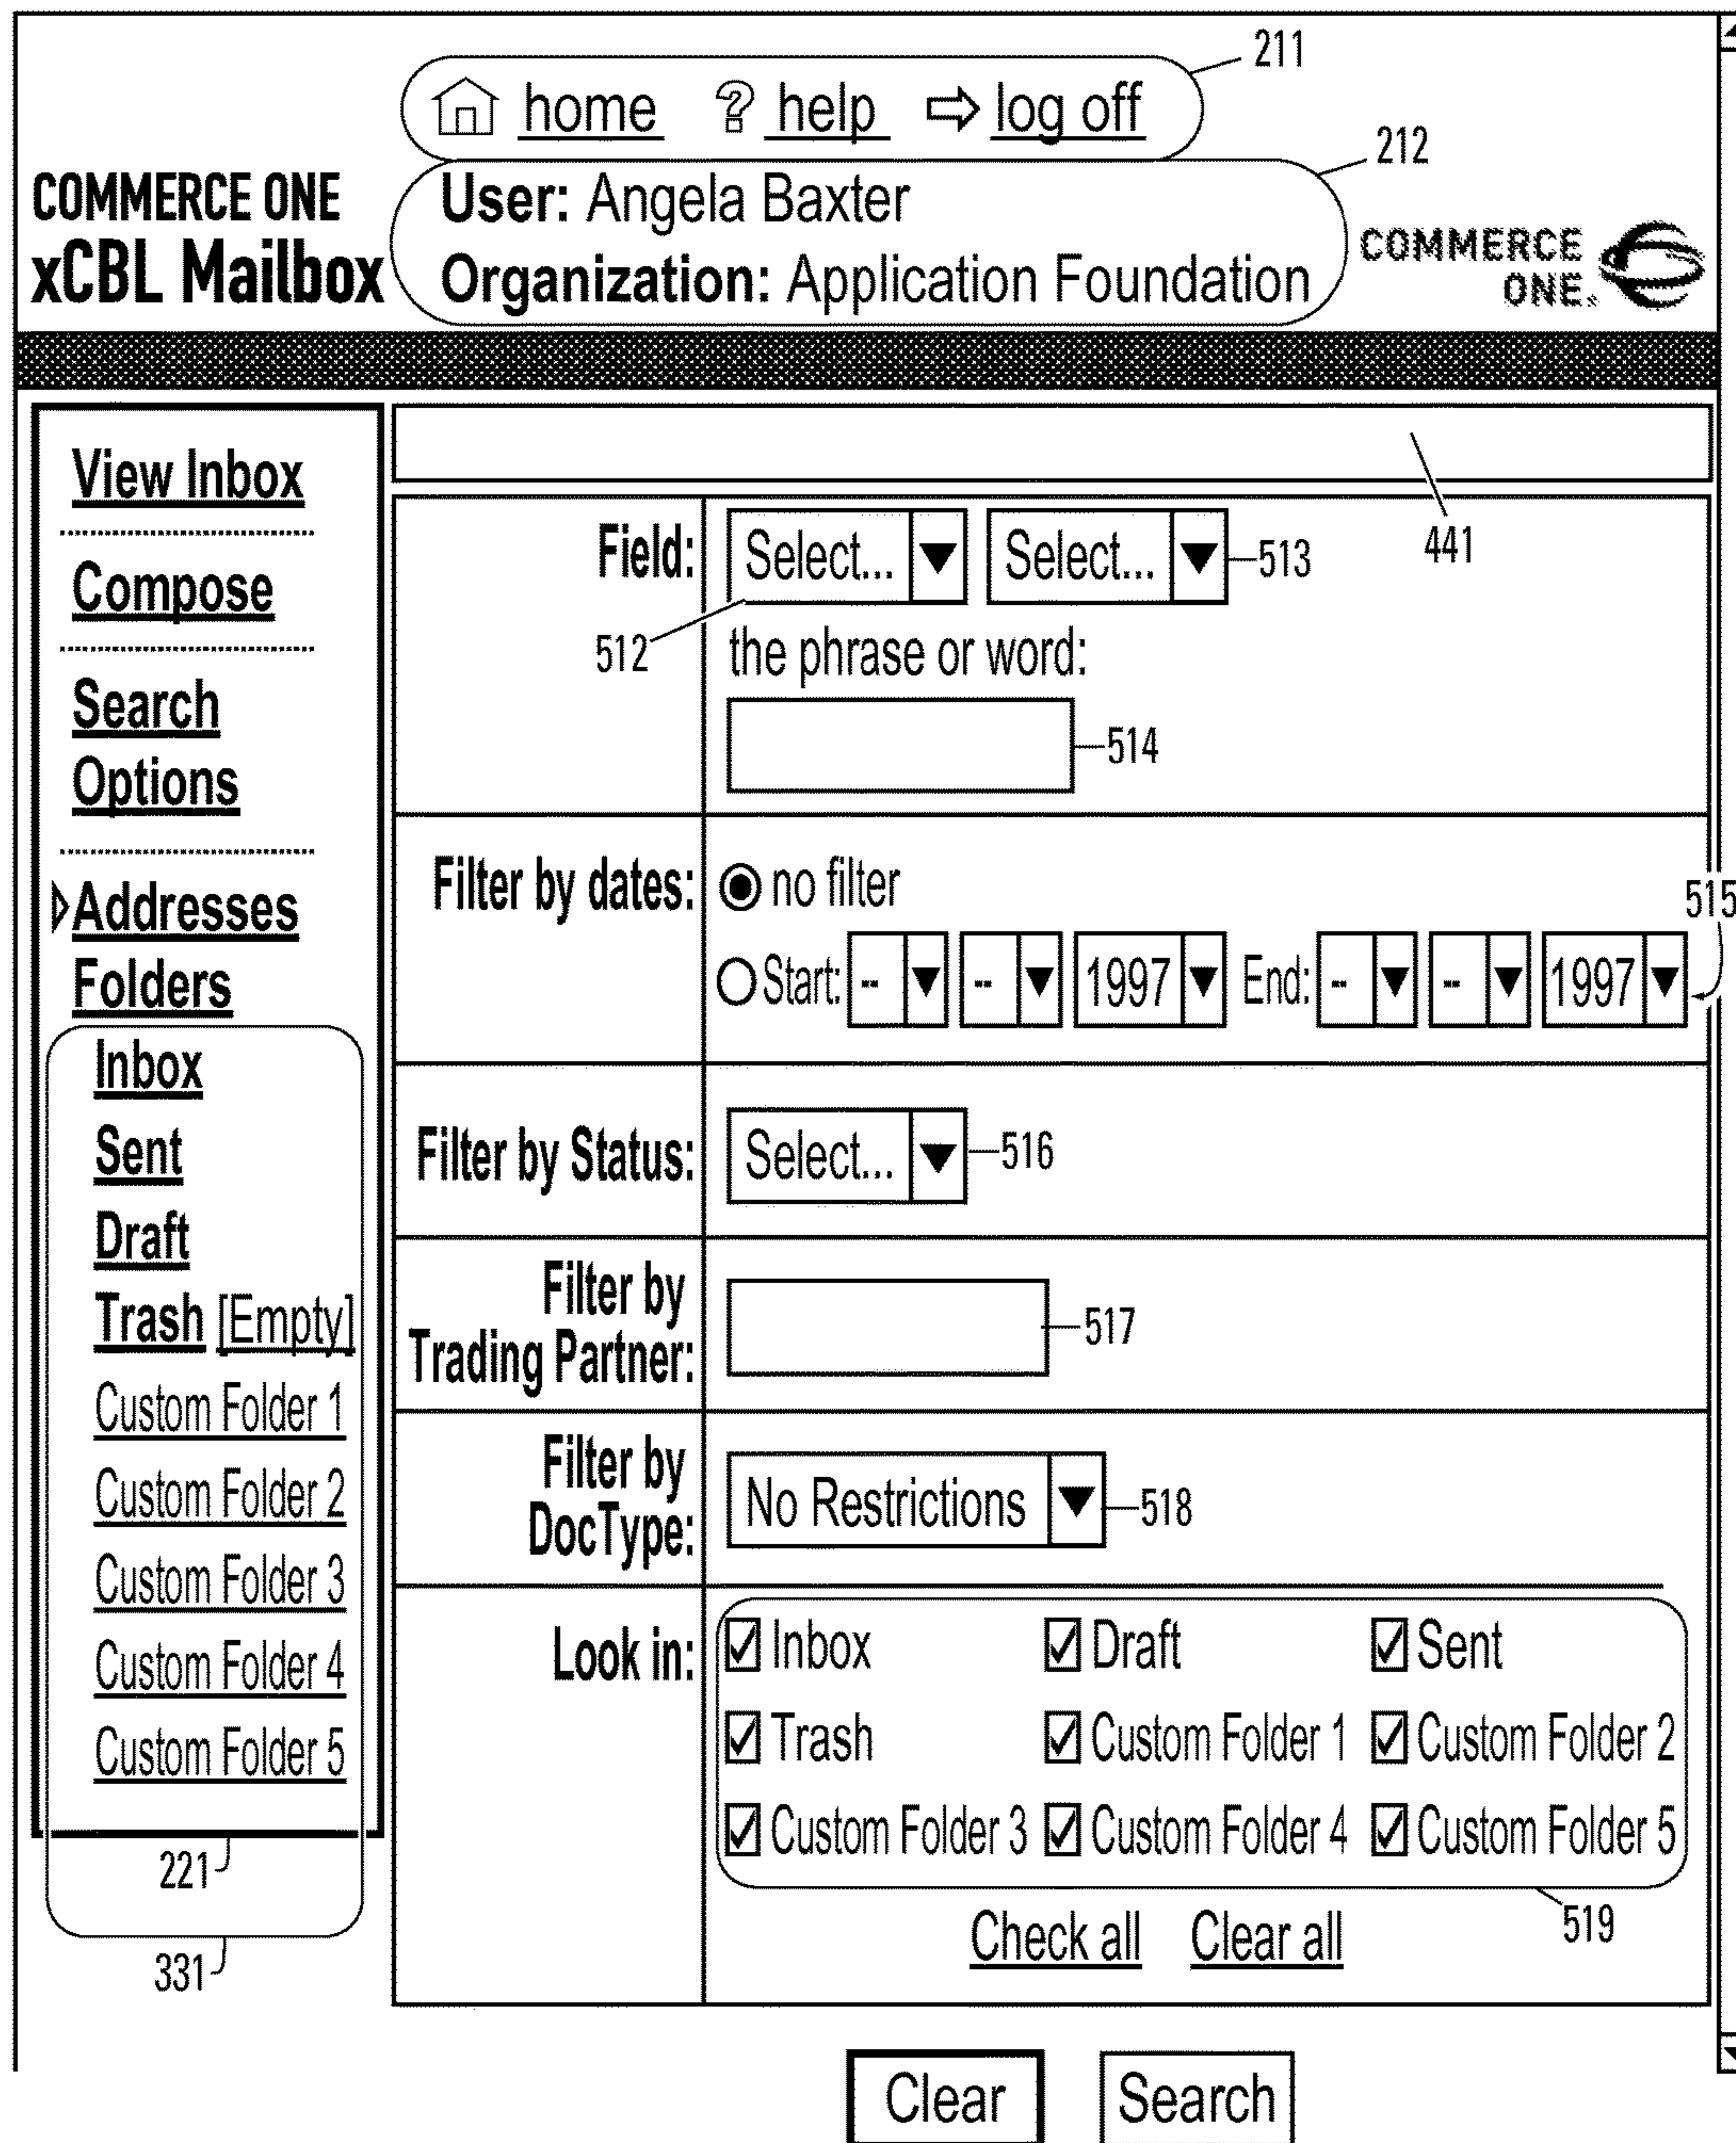 211
home ? help log off
212
COMMERCE ONE
xCBL Mailbox
User: Angela Baxter
Organization: Application Foundation
COMMERCE
ONE.
View Inbox
Compose
Search
Options
Addresses
Folders
Inbox
Sent
Draft
Trash [Empty]
Custom Folder 1
Custom Folder 2
Custom Folder 3
Custom Folder 4
Custom Folder 5
221
331
441
Field: Select... Select... 513
512 the phrase or word:
514
Filter by dates: no filter
515
Start: -- -- 1997 End: -- -- 1997
Filter by Status: Select... 516
Filter by
Trading Partner: 517
Filter by
DocType: No Restrictions 518
Look in: Inbox Draft Sent
Trash Custom Folder 1 Custom Folder 2
Custom Folder 3 Custom Folder 4 Custom Folder 5
519
Check all Clear all
Clear Search